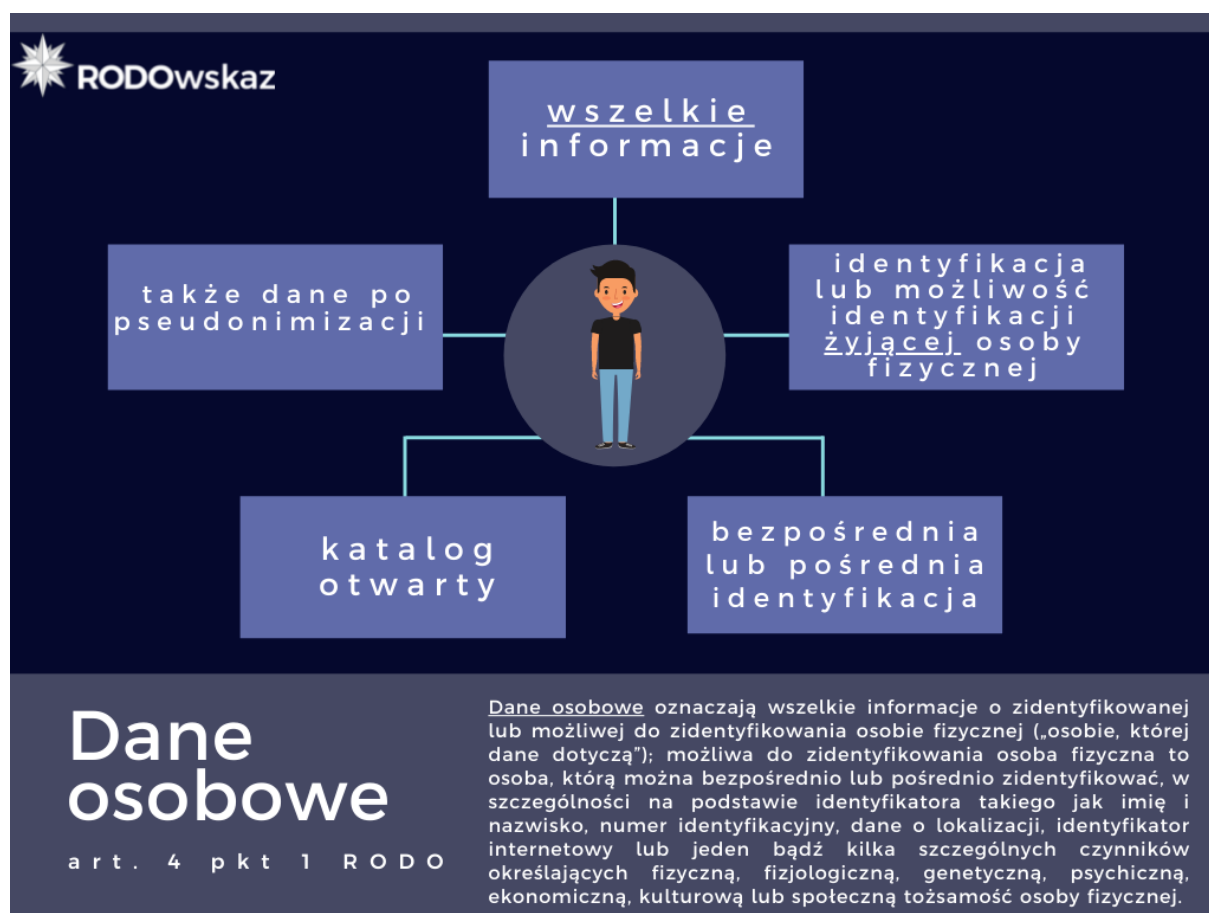 RODOwskaz
wszelkie
informacje
także dane po
pseudonimizacji
identyfikacja
lub możliwość
identyfikacji
żyjącej osoby
fizycznej
katalog
otwarty
bezpośrednia
lub pośrednia
identyfikacja
Dane
osobowe
art. 4 pkt 1 RODO
Dane osobowe oznaczają wszelkie informacje o zidentyfikowanej
lub możliwej do zidentyfikowania osobie fizycznej („osobie, której
dane dotyczą”); możliwa do zidentyfikowania osoba fizyczna to
osoba, którą można bezpośrednio lub pośrednio zidentyfikować, w
szczególności na podstawie identyfikatora takiego jak imię i
nazwisko, numer identyfikacyjny, dane o lokalizacji, identyfikator
internetowy lub jeden bądź kilka szczególnych czynników
określających fizyczną, fizjologiczną, genetyczną, psychiczną,
ekonomiczną, kulturową lub społeczną tożsamość osoby fizycznej.